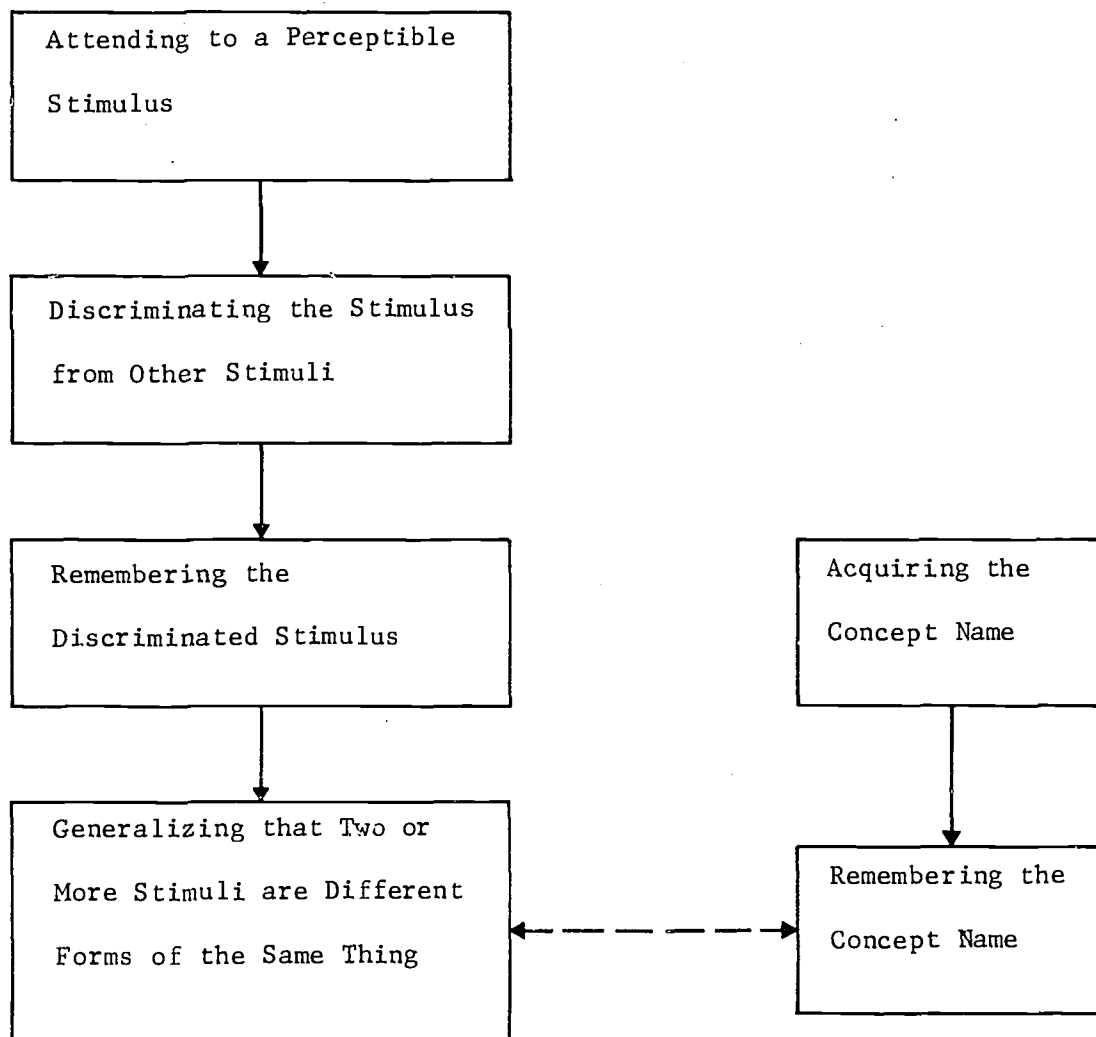 Attending to a Perceptible
Stimulus
Discriminating the Stimulus
from Other Stimuli
Remembering the
Discriminated Stimulus
Acquiring the
Concept Name
Generalizing that Two or
More Stimuli are Different
Forms of the Same Thing
Remembering the
Concept Name